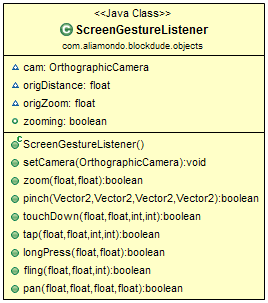 <<Java Class>>
C ScreenGestureListener
com.aliamondo.blockdude.objects
cam: OrthographicCamera
origDistance: float
origZoom: float
zooming: boolean
C ScreenGestureListener()
setCamera(OrthographicCamera):void
zoom(float,float):boolean
pinch(Vector2,Vector2,Vector2,Vector2):boolean
touchDown(float,float,int,int):boolean
tap(float,float,int,int):boolean
longPress(float,float):boolean
fling(float,float,int):boolean
pan(float,float,float,float):boolean